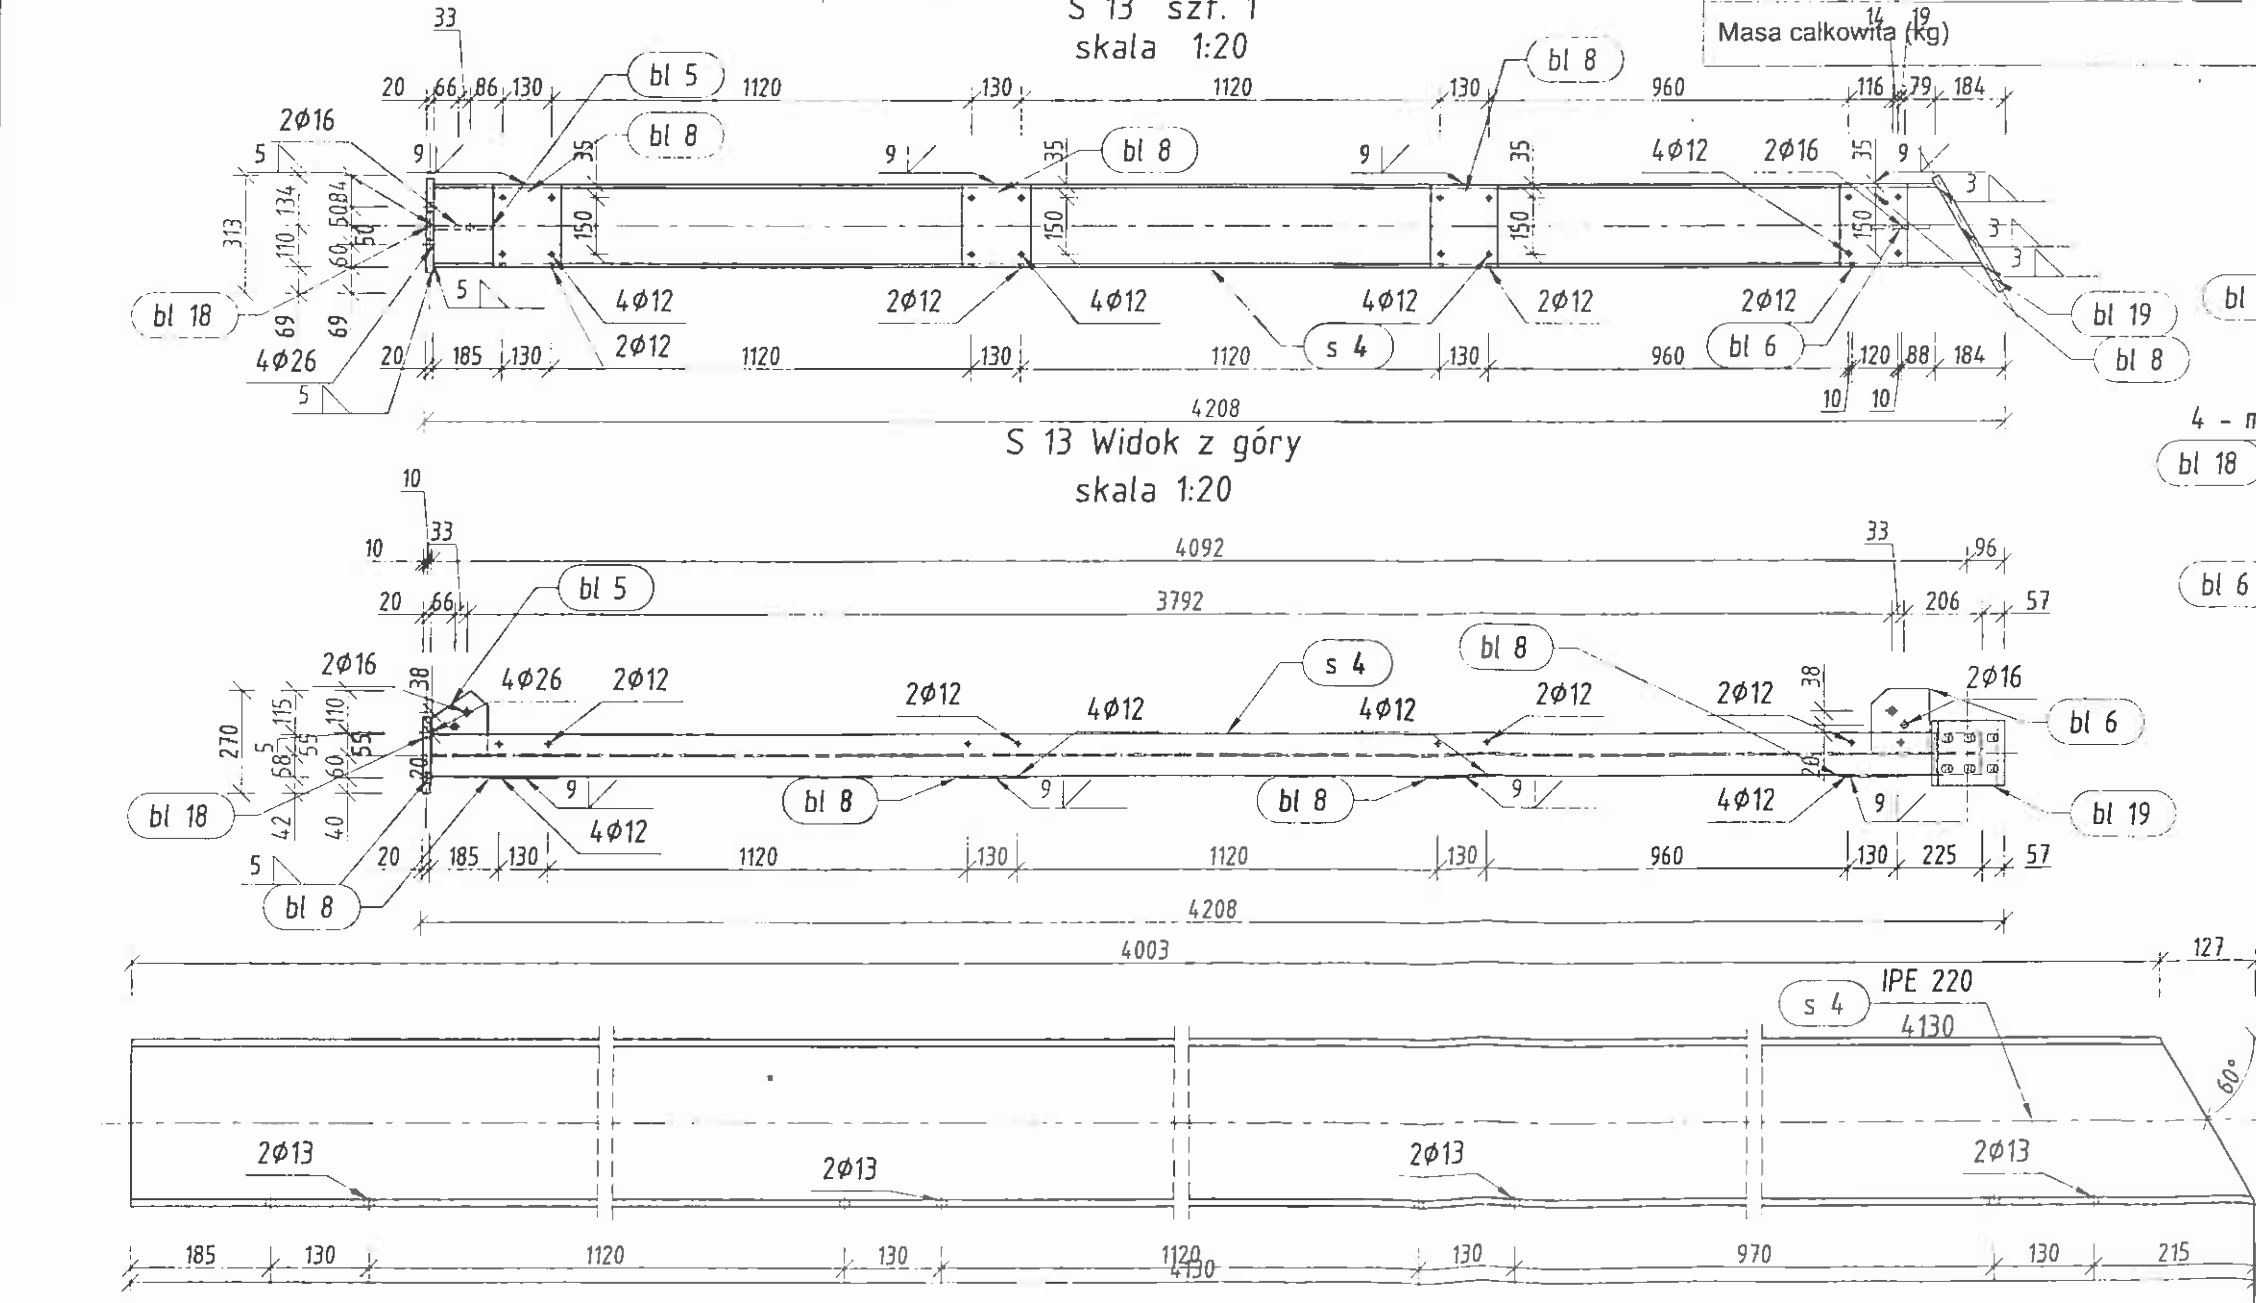 S 13 szt. 1
skala 1:20
Masa całkowita (kg)
14 19
33
bl 5
bl 8
20 66 86 130 1120 130 1120 130 960 116 79 184
2ø16
bl 8
bl 8
4ø12 2ø16
5 9 35 9 35 9 35 35 9
3
3
3
313
110 134
60 50 84
50
150 150 150 150
69 69
bl 18
5
4ø12
2ø12
4ø12
4ø12
2ø12
2ø12
bl 19
bl
4ø26
2ø12
s 4
bl 6
bl 8
20 185 130 1120 130 1120 130 960 120 88 184
5
10 10
4208
S 13 Widok z góry
skala 1:20
4 -
bl 18
bl 6
10
10 33 4092 33 96
bl 5
20 66 3792 206 57
2ø16
38
4ø26
2ø12
2ø12
4ø12
s 4
4ø12
bl 8
2ø12
2ø12
38
2ø16
bl 6
270
58 5 115
55
60 110
55
20
20
42 40
bl 18
9
4ø12
bl 8
9
bl 8
9
4ø12
9
bl 19
5
20 185 130 1120 130 1120 130 960 130 225 57
bl 8
4208
4003 127
IPE 220
s 4
4130
60°
2ø13
2ø13
2ø13
2ø13
185 130 1120 130 1120 130 970 130 215
4130